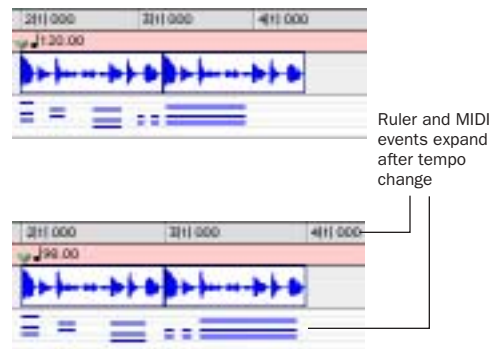 2|1| 000 3|1| 000 4|1| 000
♩120.00
Ruler and MIDI
events expand
after tempo
change
2|1| 000 3|1| 000 4|1| 000
♩98.00